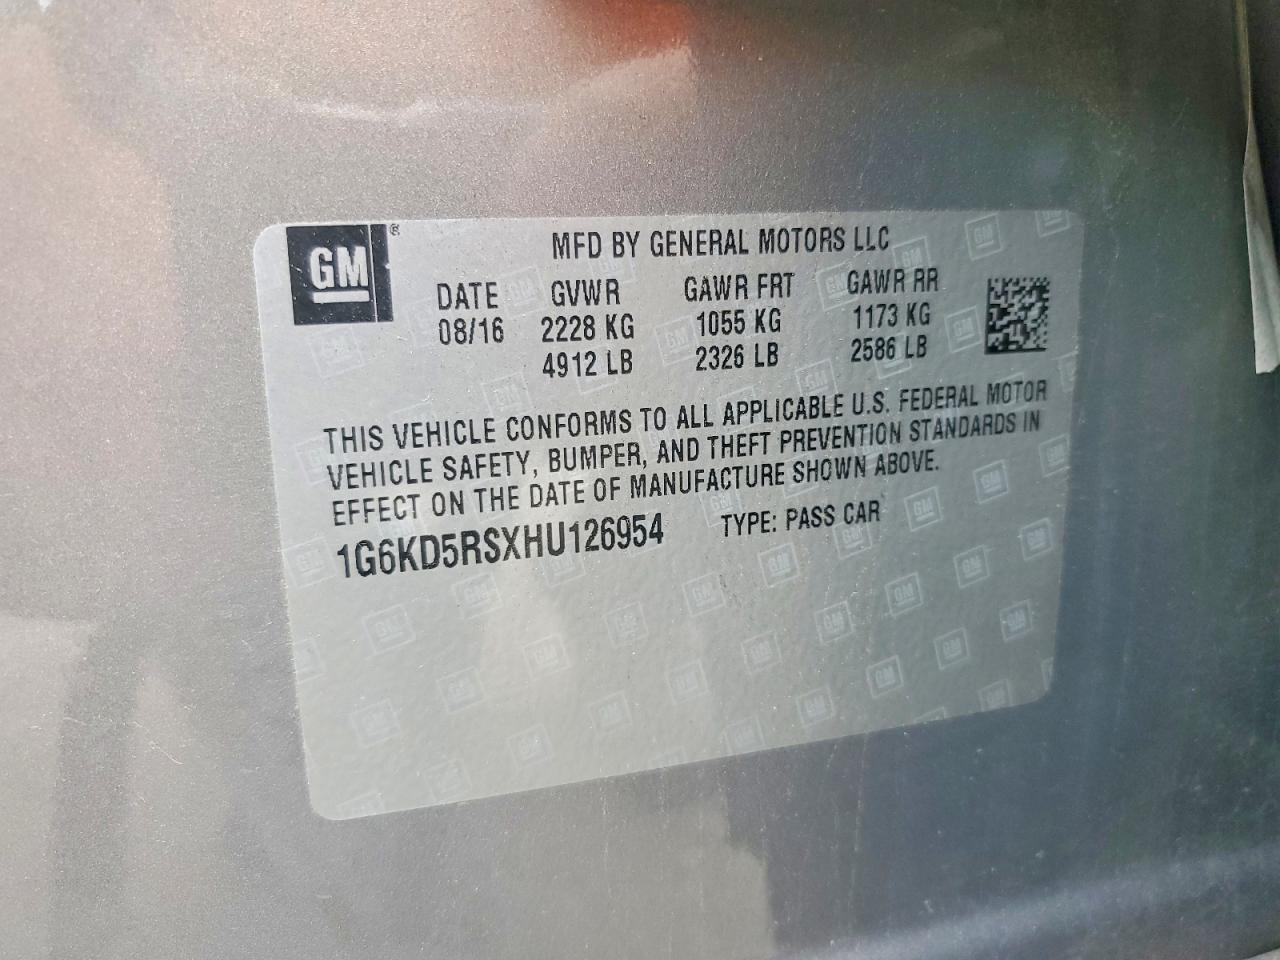 GM®
MFD BY GENERAL MOTORS LLC
DATE GVWR GAWR FRT GAWR RR
08/16 2228 KG 1055 KG 1173 KG
4912 LB 2326 LB 2586 LB
THIS VEHICLE CONFORMS TO ALL APPLICABLE U.S. FEDERAL MOTOR
VEHICLE SAFETY, BUMPER, AND THEFT PREVENTION STANDARDS IN
EFFECT ON THE DATE OF MANUFACTURE SHOWN ABOVE.
1G6KD5RSXHU126954 TYPE: PASS CAR